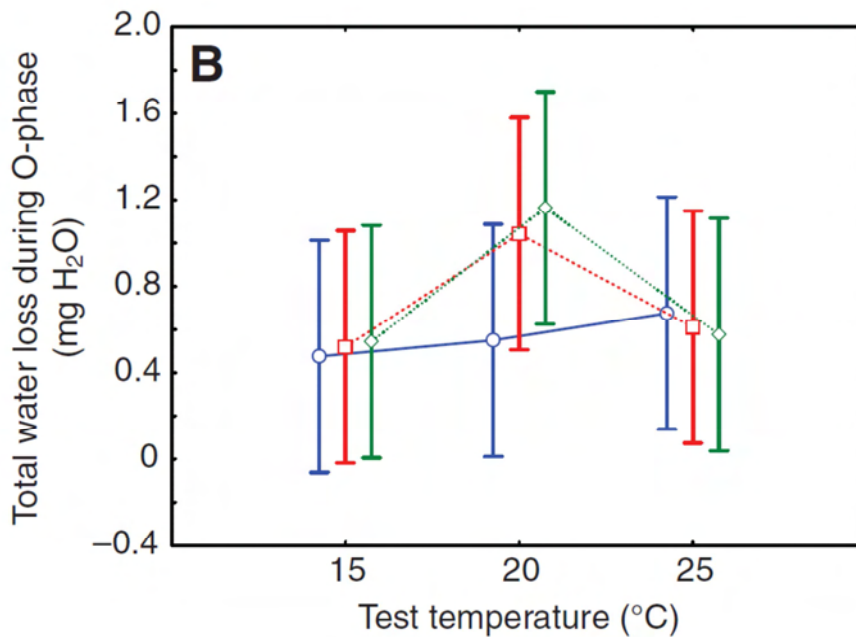 B
Total water loss during O-phase
(mg H₂O)
2.0
1.6
1.2
0.8
0.4
0
−0.4
15 20 25
Test temperature (°C)